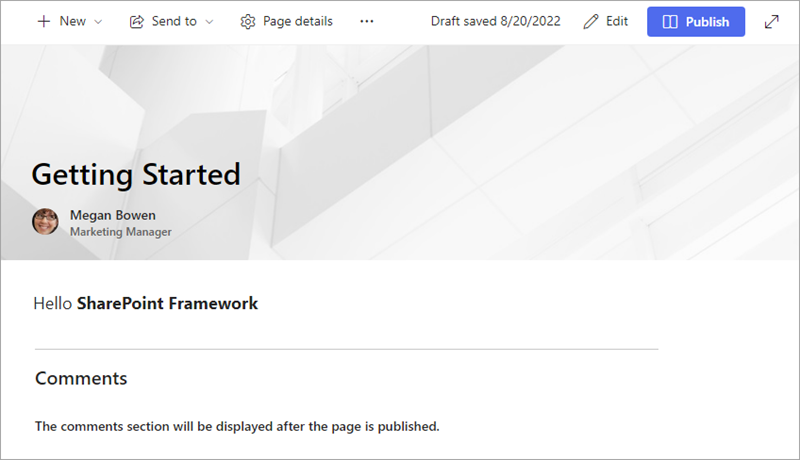 New Send to Page details ... Draft saved 8/20/2022 Edit Publish
Getting Started
Megan Bowen
Marketing Manager
Hello SharePoint Framework
Comments
The comments section will be displayed after the page is published.